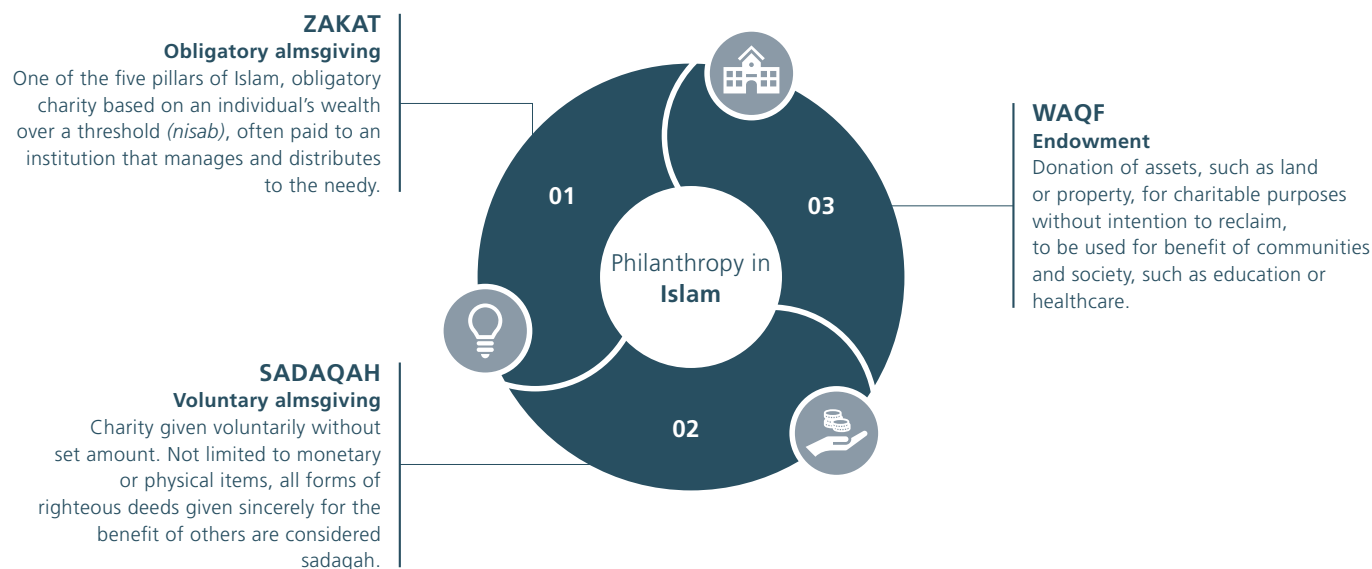 ZAKAT
Obligatory almsgiving
One of the five pillars of Islam, obligatory
charity based on an individual’s wealth
over a threshold (nisab), often paid to an
institution that manages and distributes
to the needy.
01
SADAQAH
Voluntary almsgiving
Charity given voluntarily without
set amount. Not limited to monetary
or physical items, all forms of
righteous deeds given sincerely for the
benefit of others are considered
sadaqah.
02
Philanthropy in
Islam
03
WAQF
Endowment
Donation of assets, such as land
or property, for charitable purposes
without intention to reclaim,
to be used for benefit of communities
and society, such as education or
healthcare.